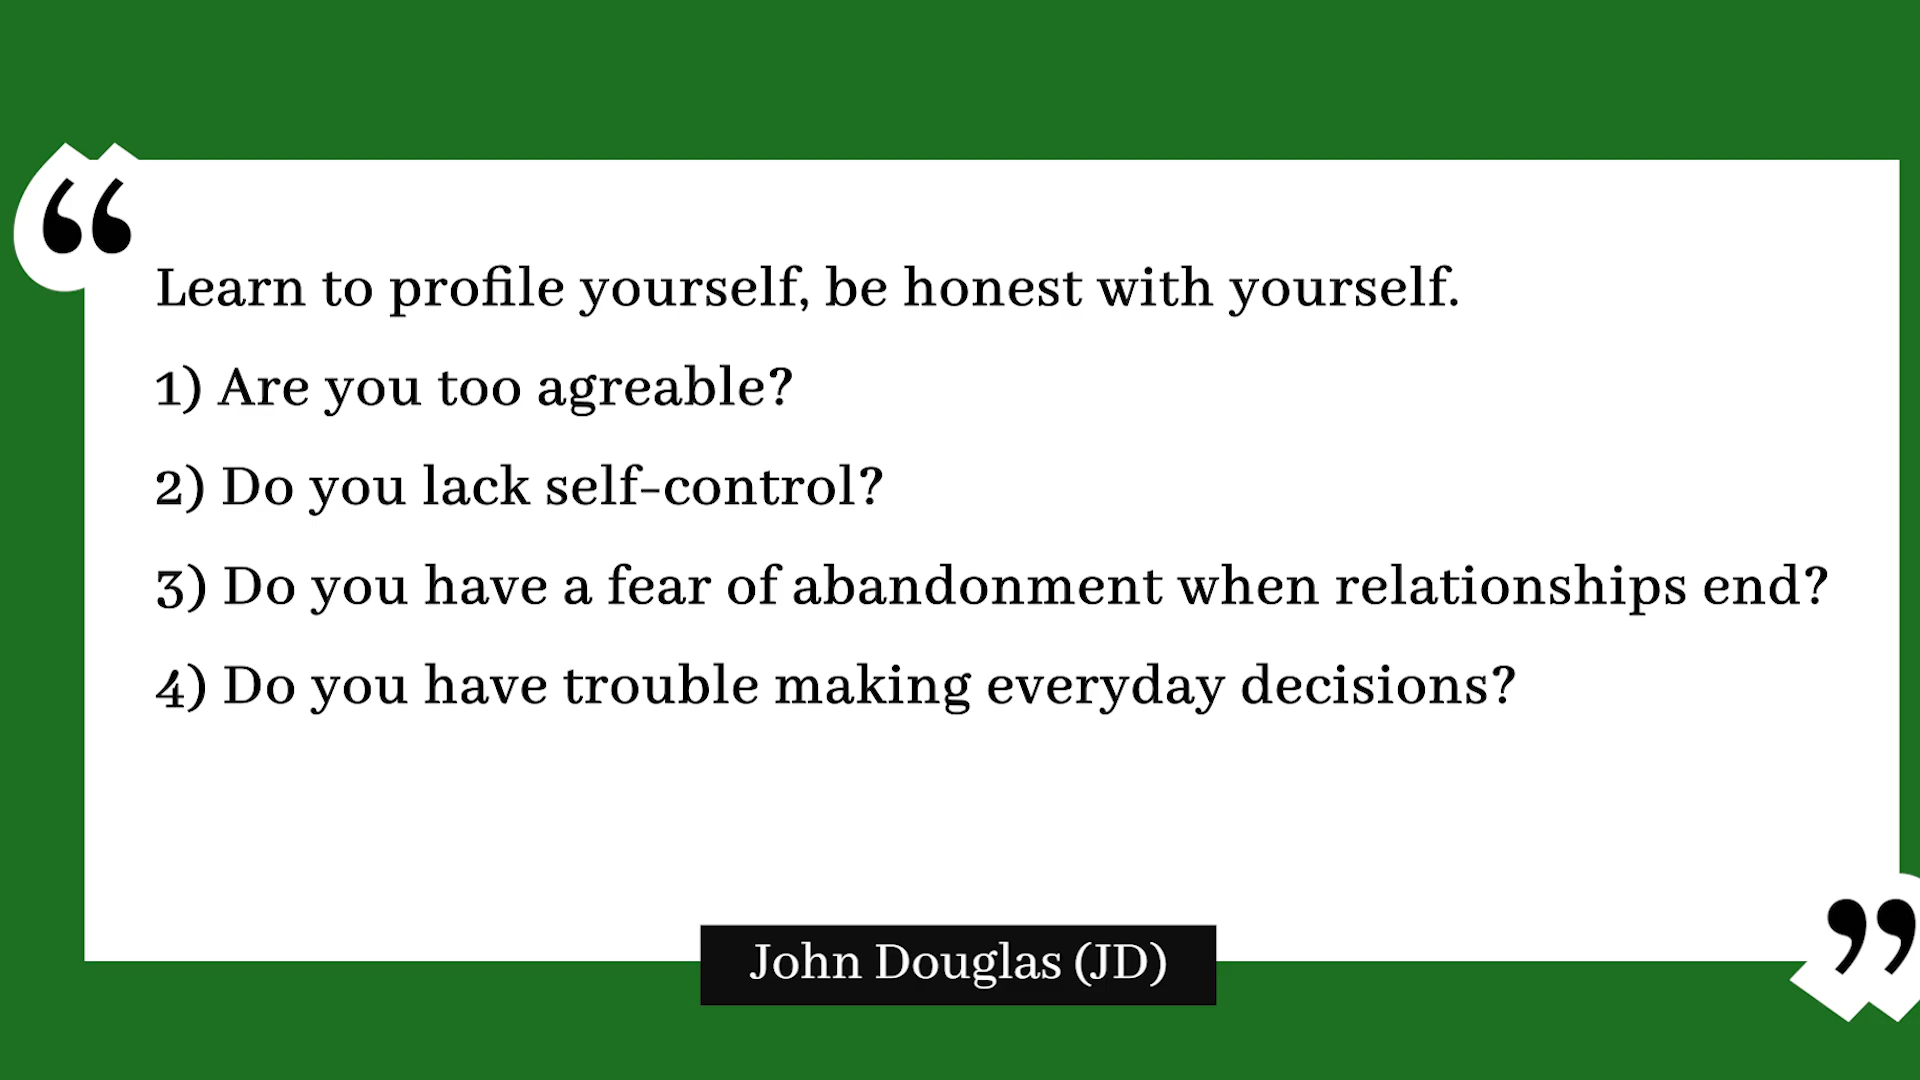 “
Learn to profile yourself, be honest with yourself.
1) Are you too agreable?
2) Do you lack self-control?
3) Do you have a fear of abandonment when relationships end?
4) Do you have trouble making everyday decisions?
”
John Douglas (JD)